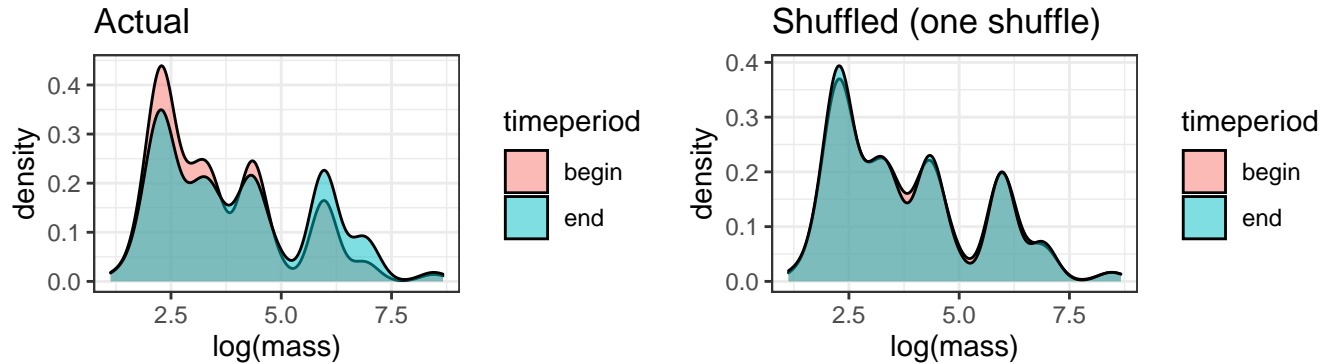 Actual
density
0.4
0.3
0.2
0.1
0.0
2.5 5.0 7.5
log(mass)
timeperiod
begin
end
Shuffled (one shuffle)
density
0.4
0.3
0.2
0.1
0.0
2.5 5.0 7.5
log(mass)
timeperiod
begin
end